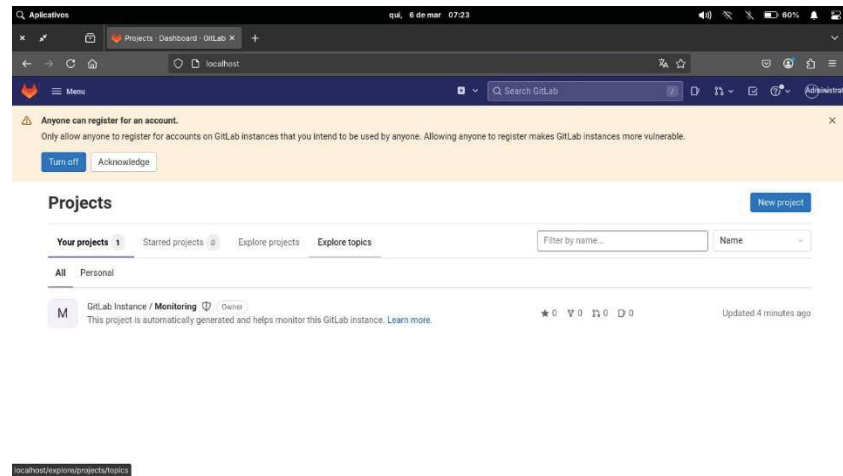 Aplicativos
qui, 6 de mar 07:23
60%
Projects · Dashboard · GitLab
localhost
Menu
Search GitLab
/
Administrat
Anyone can register for an account.
Only allow anyone to register for accounts on GitLab instances that you intend to be used by anyone. Allowing anyone to register makes GitLab instances more vulnerable.
Turn off Acknowledge
Projects
New project
Your projects 1 Starred projects 0 Explore projects Explore topics Filter by name... Name
All Personal
M
GitLab Instance / Monitoring Owner
This project is automatically generated and helps monitor this GitLab instance. Learn more.
0 0 0 0
Updated 4 minutes ago
localhost/explore/projects/topics